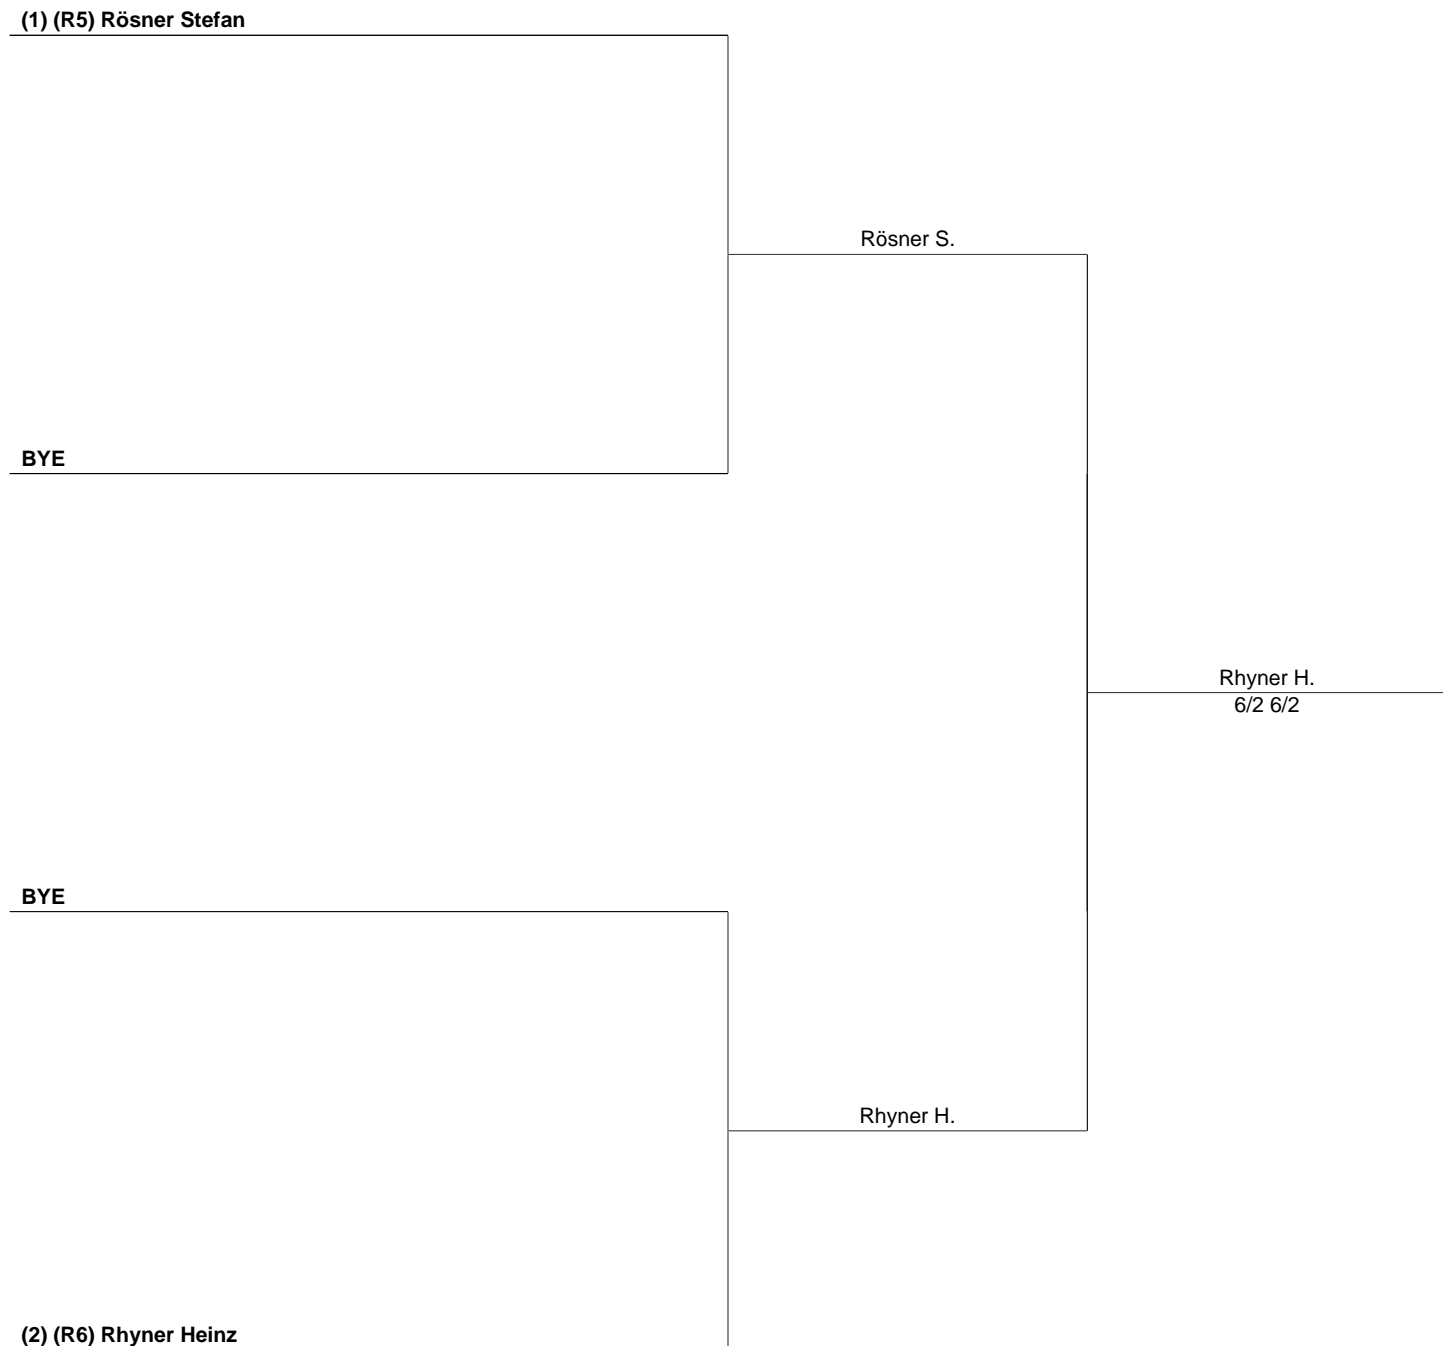 (1) (R5) Rösner Stefan
Rösner S.
BYE
Rhyner H.
6/2 6/2
BYE
Rhyner H.
(2) (R6) Rhyner Heinz